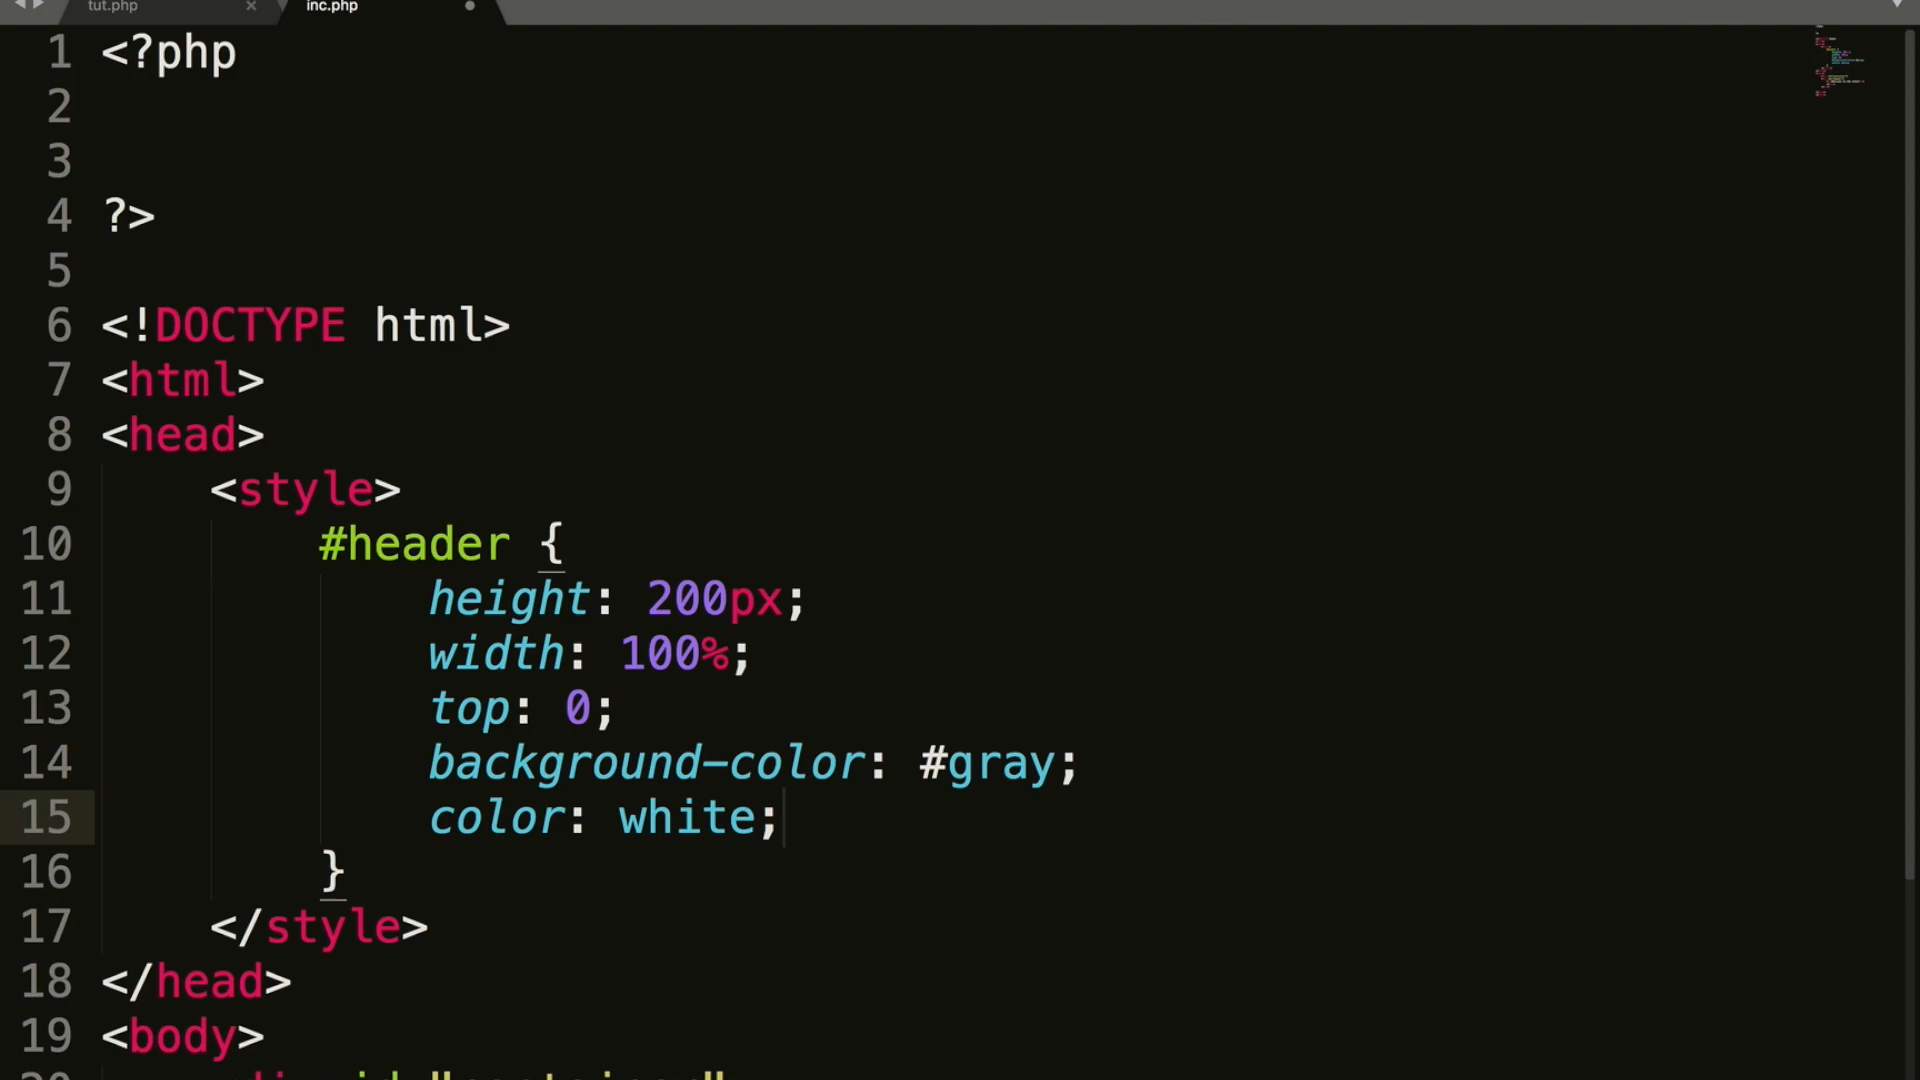 tut.php × inc.php
1 <?php
2
3
4 ?>
5
6 <!DOCTYPE html>
7 <html>
8 <head>
9 <style>
10 #header {
11 height: 200px;
12 width: 100%;
13 top: 0;
14 background-color: #gray;
15 color: white;
16 }
17 </style>
18 </head>
19 <body>